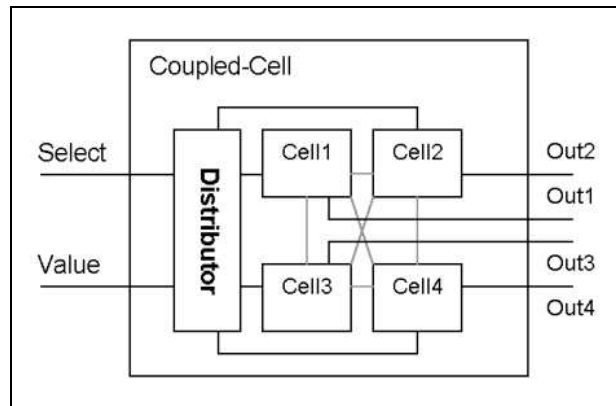 Coupled-Cell
Select
Value
Distributor
Cell1
Cell2
Cell3
Cell4
Out2
Out1
Out3
Out4